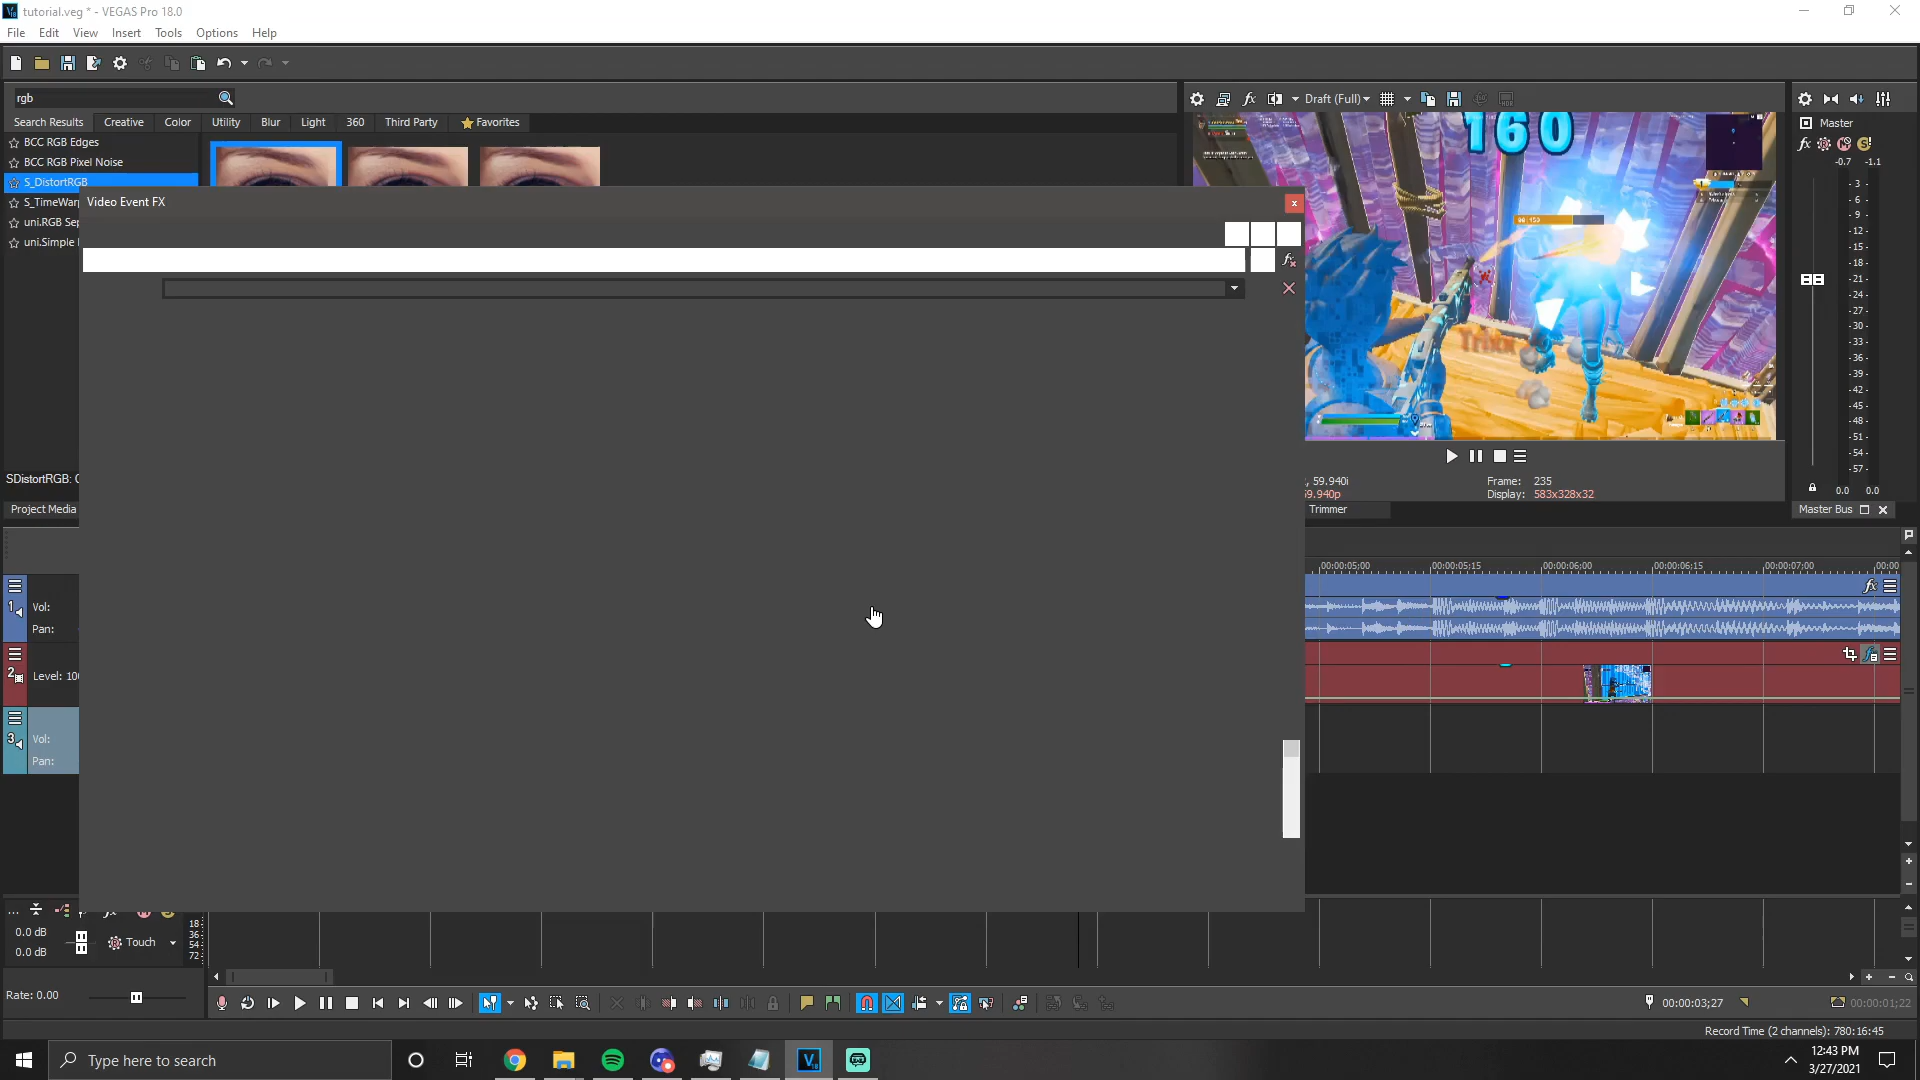 tutorial.veg * - VEGAS Pro 18.0
File Edit View Insert Tools Options Help
rgb
Search Results Creative Color Utility Blur Light 360 Third Party Favorites
Draft (Full)
BCC RGB Edges
BCC RGB Pixel Noise
S_DistortRGB
S_TimeWarp
uni.RGB Sep
uni.Simple
Video Event FX
160
98 | 150
Master
-0.7 -1.1
- 3 -
- 6 -
- 9 -
-12-
-15-
-18-
-21-
-24-
-27-
-30-
-33-
-36-
-39-
-42-
-45-
-48-
-51-
-54-
-57-
0.0 0.0
SDistortRGB:
, 59.940i
59.940p
Frame: 235
Display: 583x328x32
Project Media
Trimmer
Master Bus
00:00:05:00 00:00:05:15 00:00:06:00 00:00:06:15 00:00:07:00 00:00
1
Vol:
Pan:
2
Level: 100
3
Vol:
Pan:
0.0 dB
0.0 dB
Touch
18-
36-
54-
72-
Rate: 0.00
00:00:03;27
00:00:01;22
Record Time (2 channels): 780:16:45
Type here to search
12:43 PM
3/27/2021